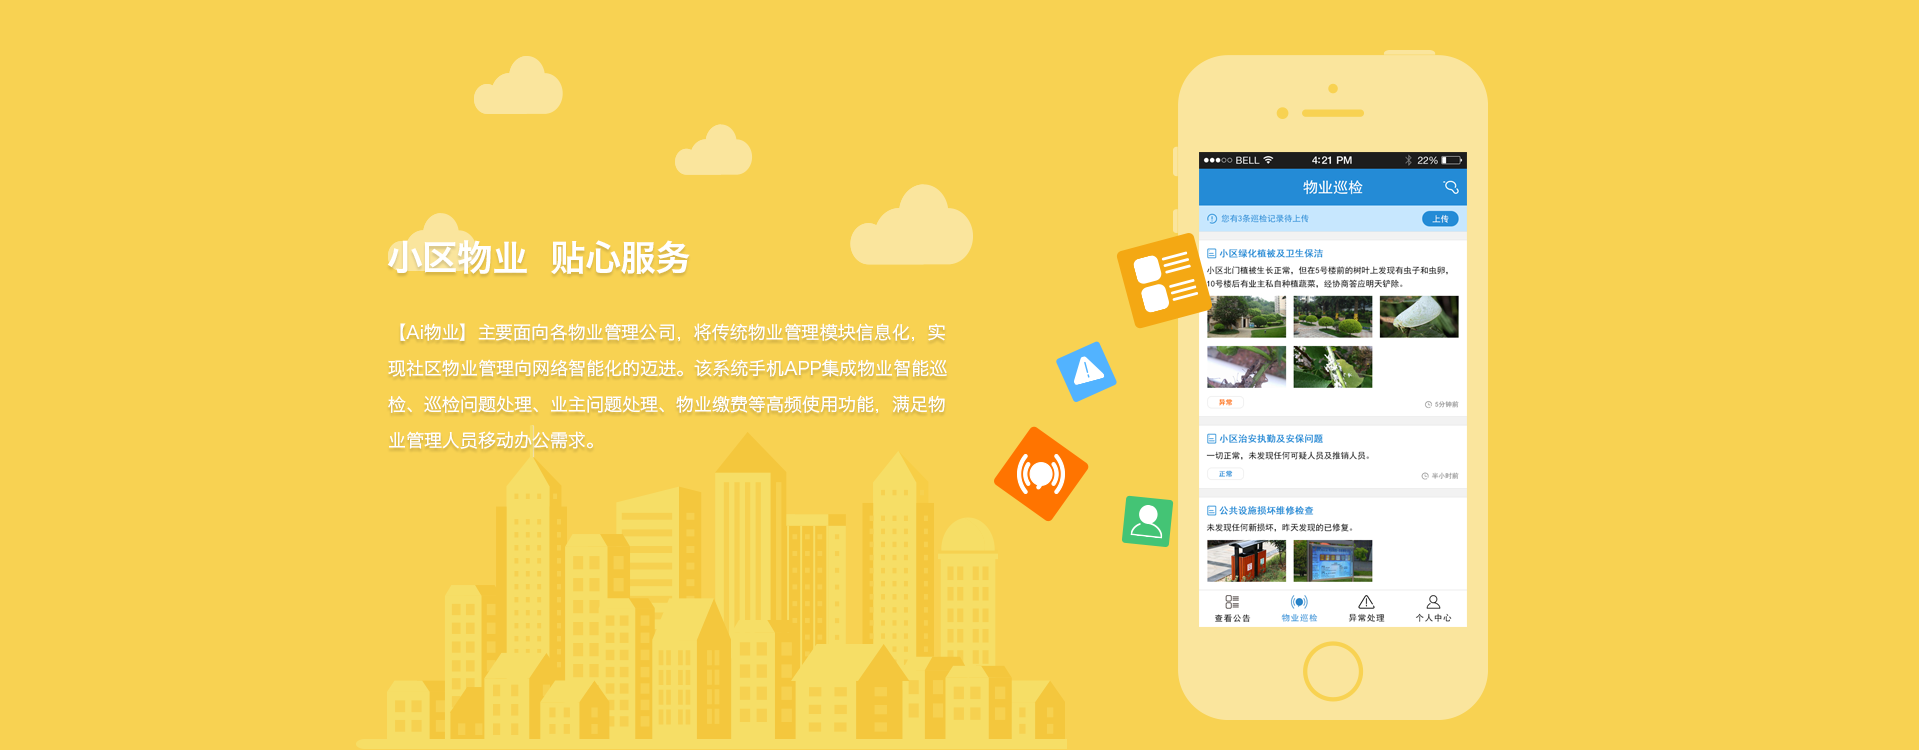 小区物业 贴心服务
【Ai物业】主要面向各物业管理公司，将传统物业管理模块信息化，实
现社区物业管理向网络智能化的迈进。该系统手机APP集成物业智能巡
检、巡检问题处理、业主问题处理、物业缴费等高频使用功能，满足物
业管理人员移动办公需求。
BELL 4:21 PM 22%
物业巡检
您有3条巡检记录待上传 上传
小区绿化植被及卫生保洁
小区北门植被生长正常，但在5号楼前的树叶上发现有虫子和虫卵，
10号楼后有业主私自种植蔬菜，经协商答应明天铲除。
异常 5分钟前
小区治安执勤及安保问题
一切正常，未发现任何可疑人员及推销人员。
正常 半小时前
公共设施损坏维修检查
未发现任何新损坏，昨天发现的已修复。
查看公告 物业巡检 异常处理 个人中心